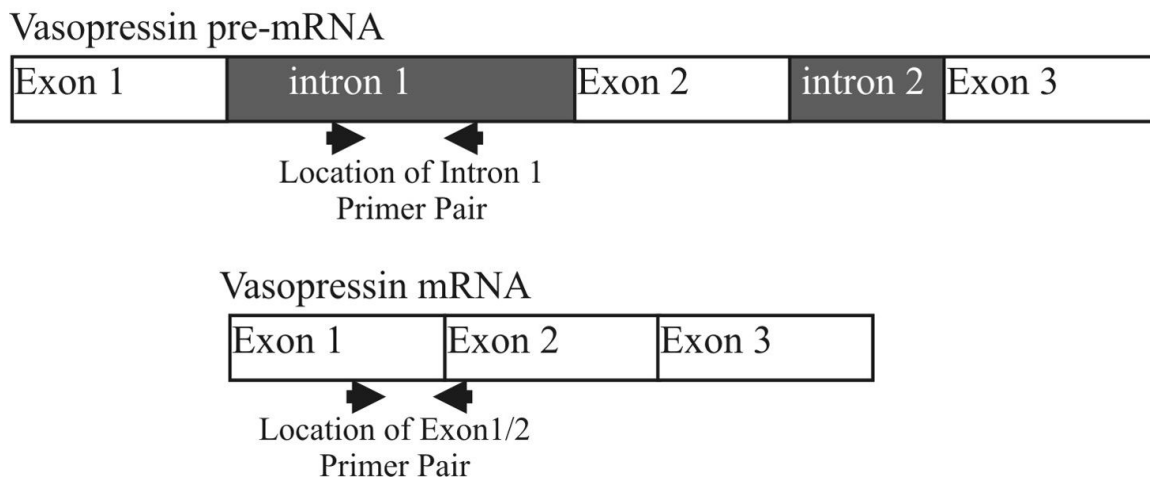 Vasopressin pre-mRNA
Exon 1 intron 1 Exon 2 intron 2 Exon 3
Location of Intron 1
Primer Pair
Vasopressin mRNA
Exon 1 Exon 2 Exon 3
Location of Exon1/2
Primer Pair